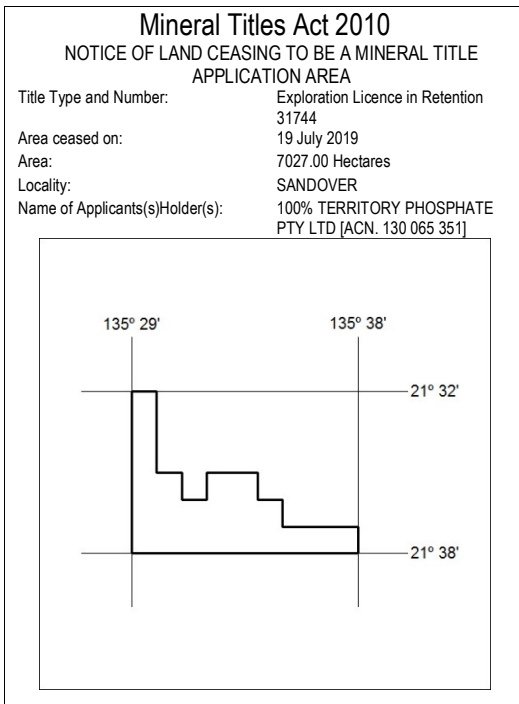 Mineral Titles Act 2010
NOTICE OF LAND CEASING TO BE A MINERAL TITLE
APPLICATION AREA
Title Type and Number: Exploration Licence in Retention
31744
Area ceased on: 19 July 2019
Area: 7027.00 Hectares
Locality: SANDOVER
Name of Applicants(s)Holder(s): 100% TERRITORY PHOSPHATE
PTY LTD [ACN. 130 065 351]
135º 29' 135º 38'
21º 32'
21º 38'